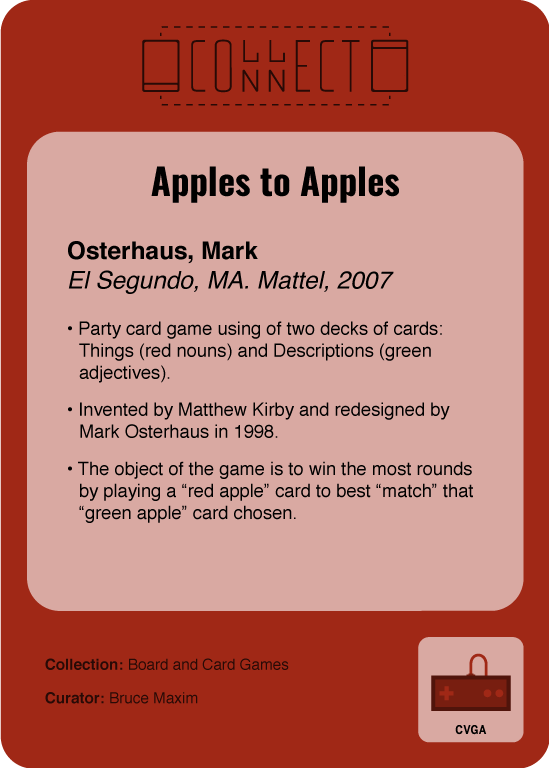 COLLECT
CONNECT
Apples to Apples
Osterhaus, Mark
El Segundo, MA. Mattel, 2007
• Party card game using of two decks of cards:
Things (red nouns) and Descriptions (green
adjectives).
• Invented by Matthew Kirby and redesigned by
Mark Osterhaus in 1998.
• The object of the game is to win the most rounds
by playing a “red apple” card to best “match” that
“green apple” card chosen.
Collection: Board and Card Games
Curator: Bruce Maxim
CVGA